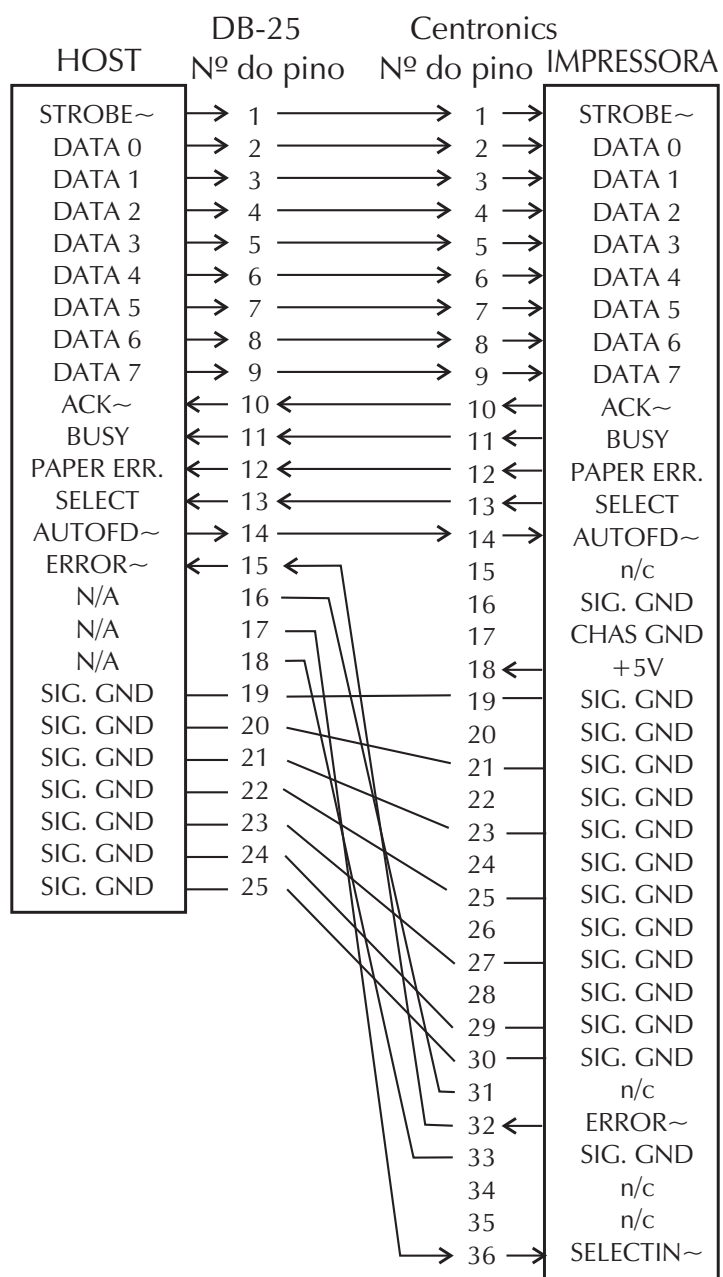 DB-25 Centronics
HOST Nº do pino Nº do pino IMPRESSORA
STROBE~ 1 1 STROBE~
DATA 0 2 2 DATA 0
DATA 1 3 3 DATA 1
DATA 2 4 4 DATA 2
DATA 3 5 5 DATA 3
DATA 4 6 6 DATA 4
DATA 5 7 7 DATA 5
DATA 6 8 8 DATA 6
DATA 7 9 9 DATA 7
ACK~ 10 10 ACK~
BUSY 11 11 BUSY
PAPER ERR. 12 12 PAPER ERR.
SELECT 13 13 SELECT
AUTOFD~ 14 14 AUTOFD~
ERROR~ 15 15 n/c
N/A 16 16 SIG. GND
N/A 17 17 CHAS GND
N/A 18 18 +5V
SIG. GND 19 19 SIG. GND
SIG. GND 20 20 SIG. GND
SIG. GND 21 21 SIG. GND
SIG. GND 22 22 SIG. GND
SIG. GND 23 23 SIG. GND
SIG. GND 24 24 SIG. GND
SIG. GND 25 25 SIG. GND
26 SIG. GND
27 SIG. GND
28 SIG. GND
29 SIG. GND
30 SIG. GND
31 n/c
32 ERROR~
33 SIG. GND
34 n/c
35 n/c
36 SELECTIN~